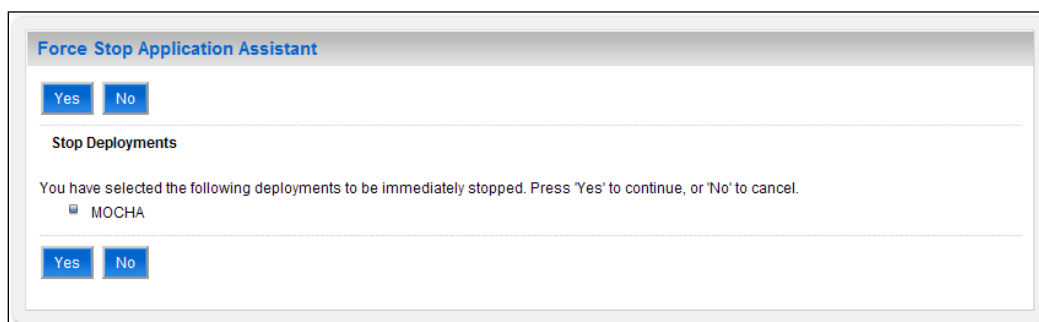 Force Stop Application Assistant
Yes No
Stop Deployments
You have selected the following deployments to be immediately stopped. Press 'Yes' to continue, or 'No' to cancel.
MOCHA
Yes No